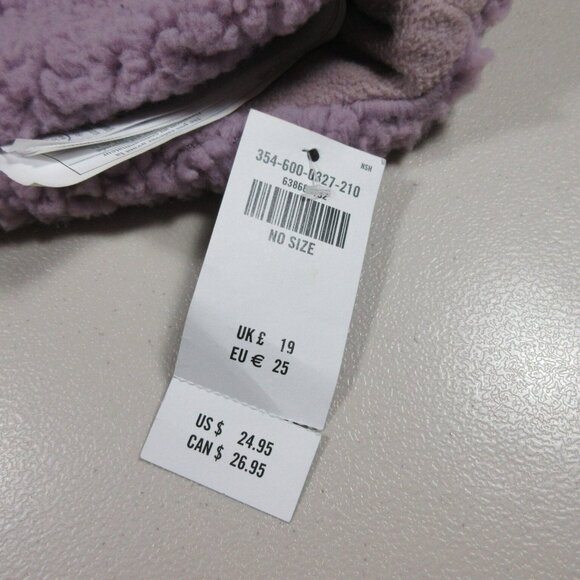 354-600-0327-210
NSH
NO SIZE
UK £ 19
EU € 25
US $ 24.95
CAN $ 26.95